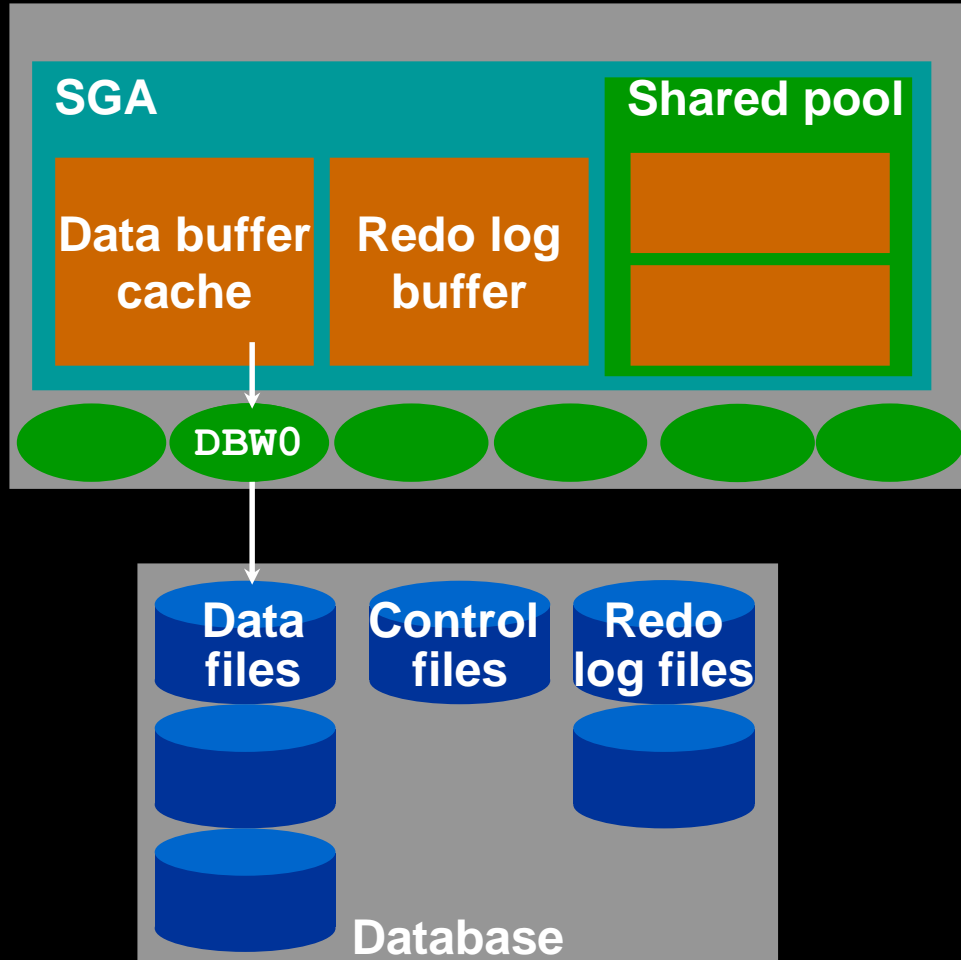 SGA
Shared pool
Data buffer
cache
Redo log
buffer
DBW0
Data
files
Control
files
Redo
log files
Database